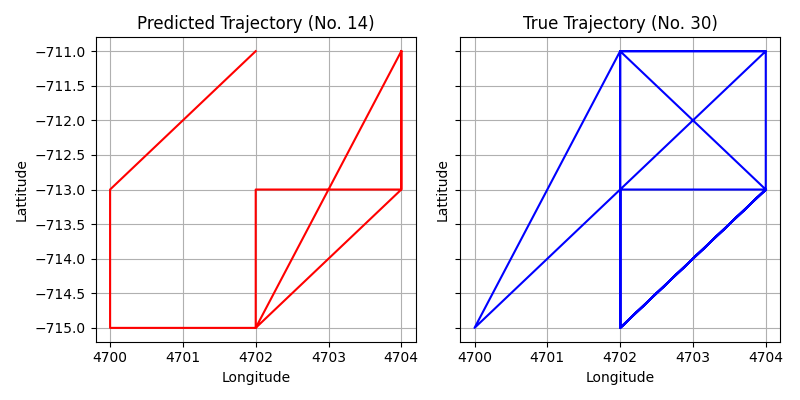 Predicted Trajectory (No. 14)
−711.0
−711.5
−712.0
−712.5
−713.0
−713.5
−714.0
−714.5
−715.0
Lattitude
4700 4701 4702 4703 4704
Longitude
True Trajectory (No. 30)
Lattitude
4700 4701 4702 4703 4704
Longitude